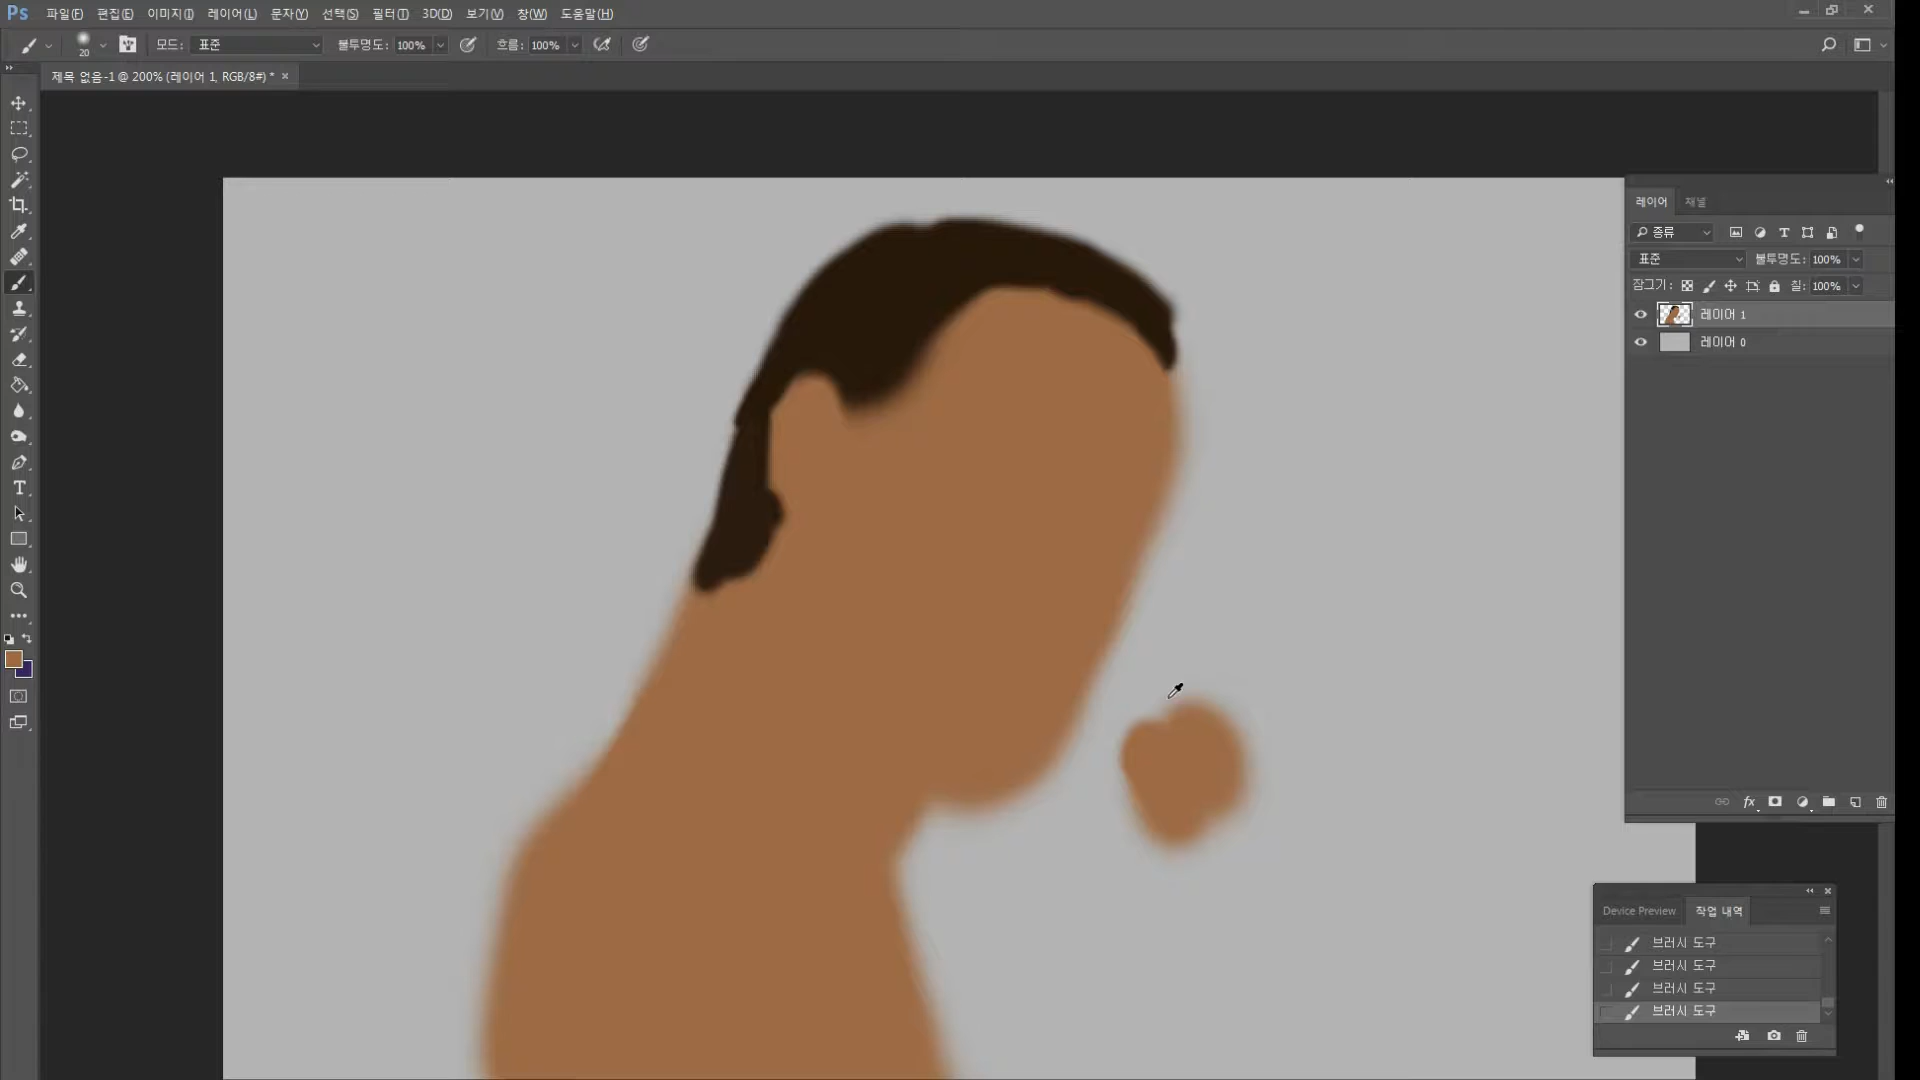 Ps 파일(F) 편집(E) 이미지(I) 레이어(L) 문자(Y) 선택(S) 필터(T) 3D(D) 보기(V) 창(W) 도움말(H)
20 모드: 표준 불투명도: 100% 흐름: 100%
제목 없음-1 @ 200% (레이어 1, RGB/8#) * ×
레이어 채널
종류
표준 불투명도: 100%
잠그기: 칠: 100%
레이어 1
레이어 0
fx
Device Preview 작업 내역
브러시 도구
브러시 도구
브러시 도구
브러시 도구